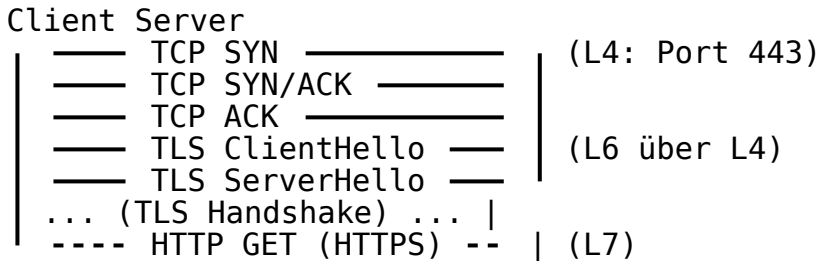 Client Server
│ ─── TCP SYN ──────── │ (L4: Port 443)
│ ─── TCP SYN/ACK ───── │
│ ─── TCP ACK ──────── │
│ ─── TLS ClientHello ── │ (L6 über L4)
│ ─── TLS ServerHello ── │
│ ... (TLS Handshake) ... |
│ ---- HTTP GET (HTTPS) -- | (L7)